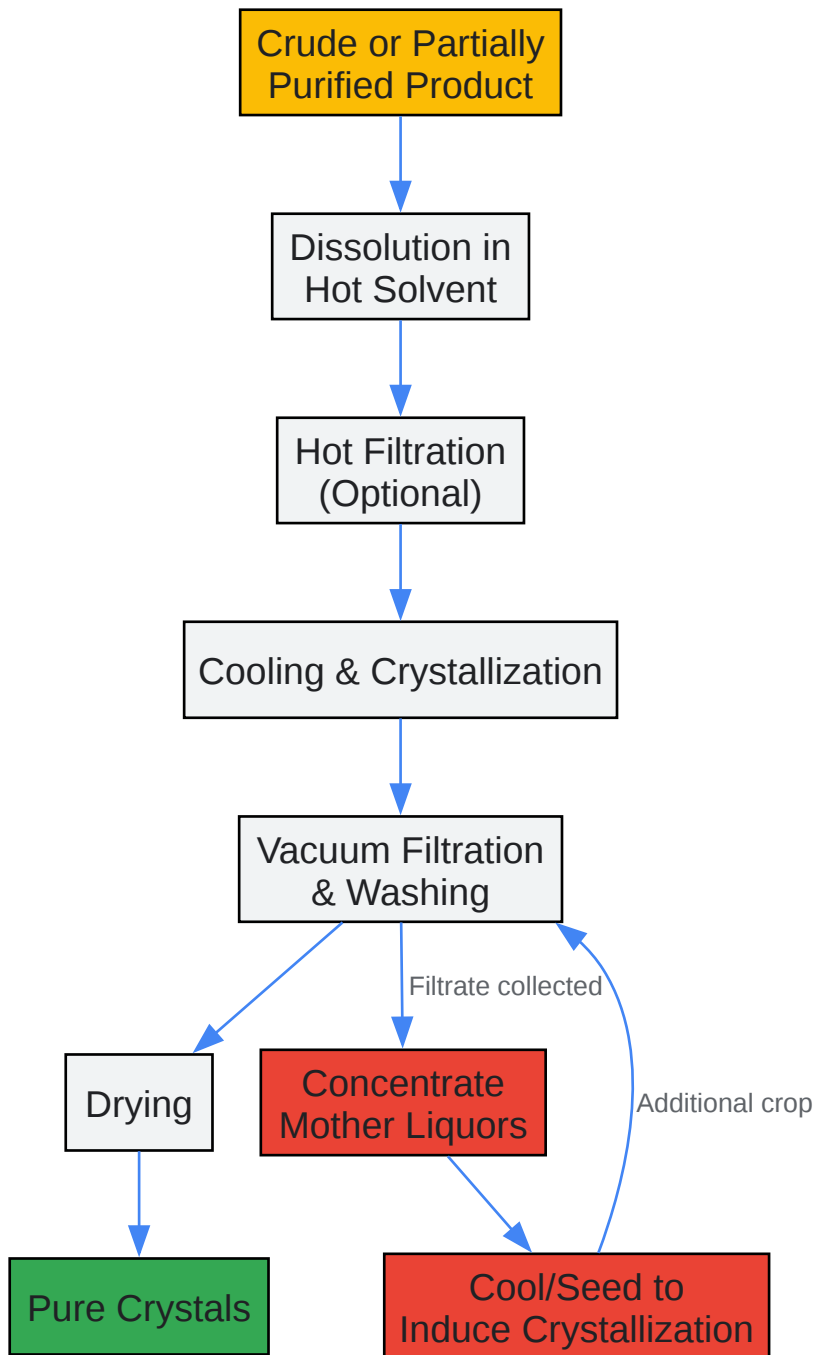 Crude or Partially
Purified Product
Dissolution in
Hot Solvent
Hot Filtration
(Optional)
Cooling & Crystallization
Vacuum Filtration
& Washing
Filtrate collected
Drying
Concentrate
Mother Liquors
Additional crop
Pure Crystals
Cool/Seed to
Induce Crystallization